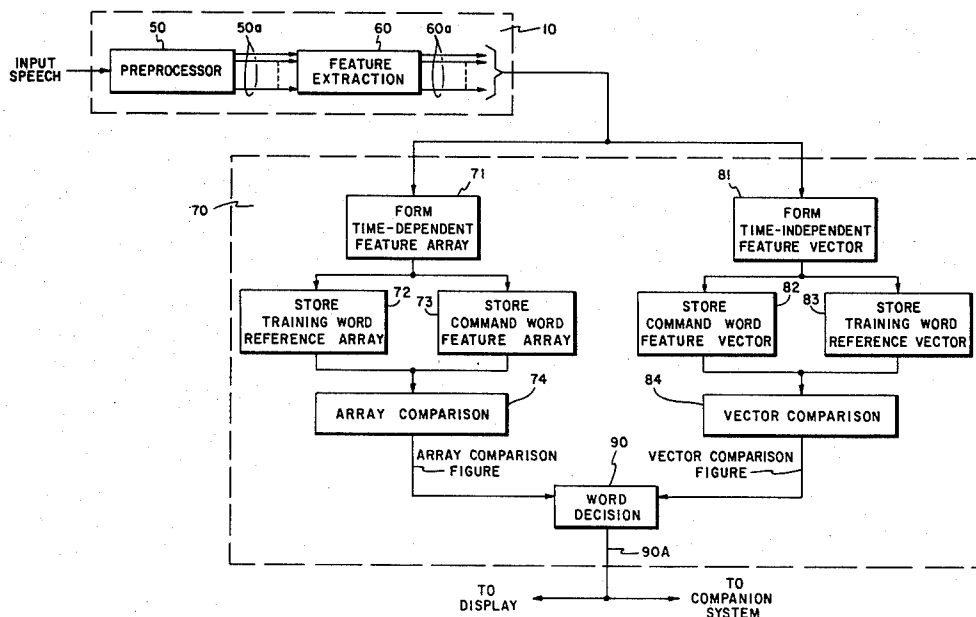 50
50a
60
60a
10
INPUT
SPEECH
PREPROCESSOR
FEATURE
EXTRACTION
70
71
FORM
TIME-DEPENDENT
FEATURE ARRAY
81
FORM
TIME-INDEPENDENT
FEATURE VECTOR
72
STORE
TRAINING WORD
REFERENCE ARRAY
73
STORE
COMMAND WORD
FEATURE ARRAY
82
STORE
COMMAND WORD
FEATURE VECTOR
83
STORE
TRAINING WORD
REFERENCE VECTOR
ARRAY COMPARISON
74
84
VECTOR COMPARISON
ARRAY COMPARISON
FIGURE
90
VECTOR COMPARISON
FIGURE
WORD
DECISION
90A
TO
DISPLAY
TO
COMPANION
SYSTEM